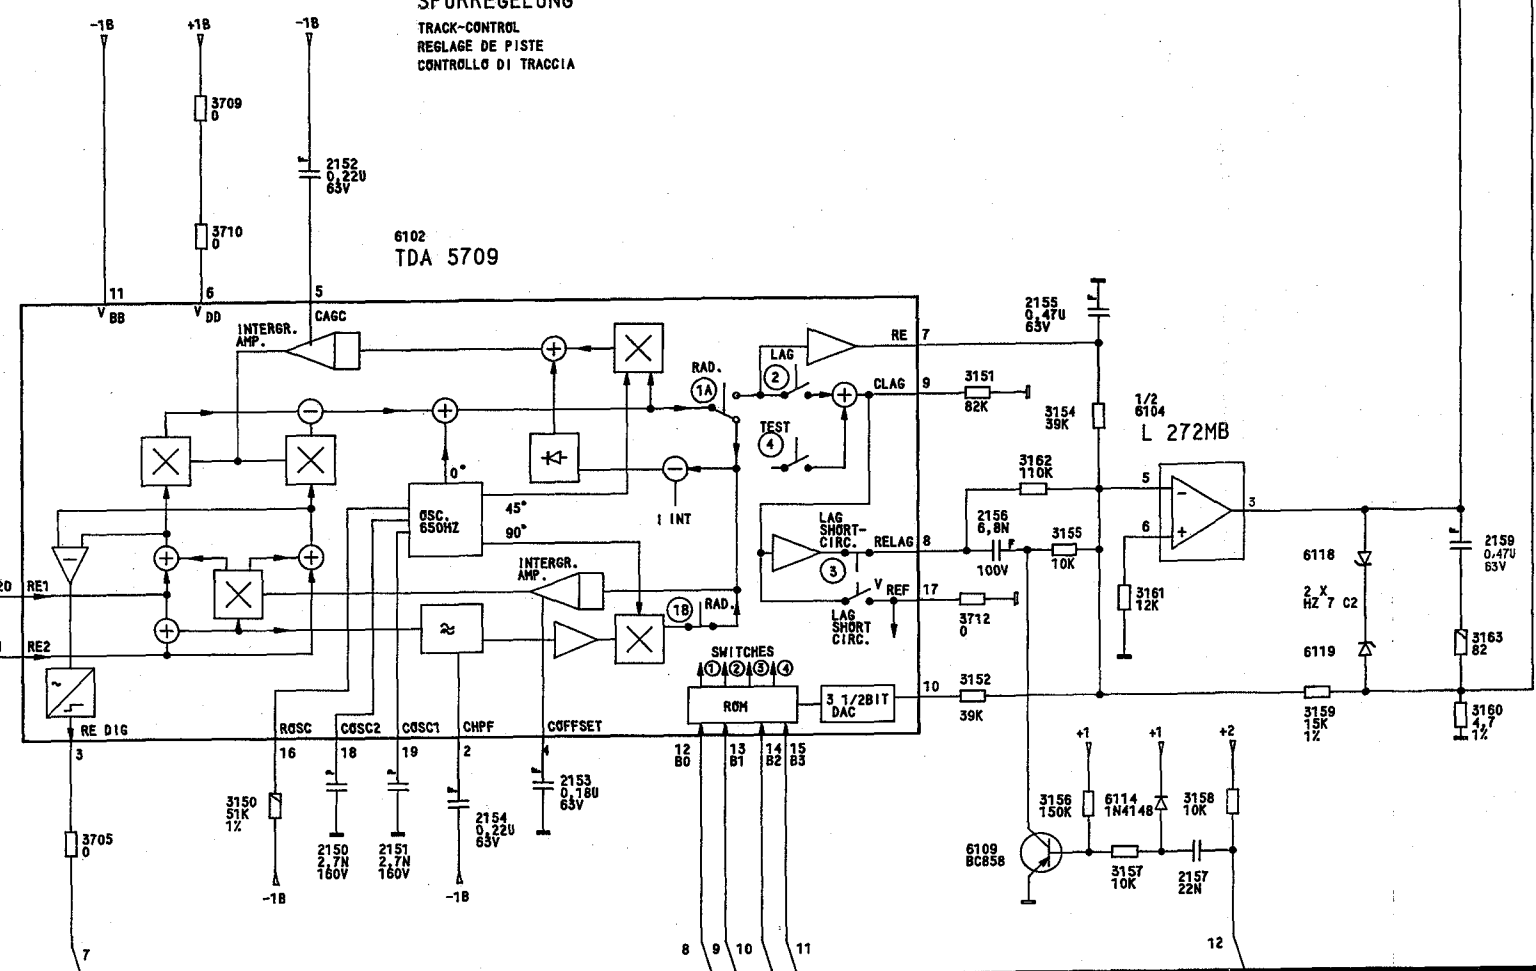 SPURREGELUNG
TRACK-CONTROL
REGLAGE DE PISTE
CONTROLLO DI TRACCIA
-1B
+1B
-1B
3709
0
2152
0,22U
63V
3710
0
6102
TDA 5709
11
6
5
V BB
V DD
CAGC
INTERGR.
AMP.
RAD.
1A
LAG
2
RE
7
CLAG
9
3151
82K
2155
0,47U
63V
3154
39K
1/2
6104
L 272MB
TEST
4
0°
45°
90°
OSC.
650HZ
I INT
3162
110K
5
6
3
2156
6,8N
F
100V
3155
10K
LAG
SHORT-
CIRC.
3
RELAG
8
V REF
17
3712
0
LAG
SHORT
CIRC.
3161
12K
6118
2 X
HZ 7 C2
6119
2159
0,47U
63V
3163
82
20
RE1
RE2
INTERGR.
AMP.
1B
RAD.
SWITCHES
1 2 3 4
ROM
3 1/2BIT
DAC
10
3152
39K
3159
15K
1%
3160
4,7
1%
RE DIG
3
ROSC
16
COSC2
18
COSC1
19
CHPF
2
COFFSET
4
12
B0
13
B1
14
B2
15
B3
3150
51K
1%
2150
2,7N
160V
2151
2,7N
160V
2154
0,22U
63V
2153
0,18U
63V
3705
0
-1B
-1B
+1
+1
+2
3156
150K
6114
1N4148
3158
10K
6109
BC858
3157
10K
2157
22N
7
8
9
10
11
12